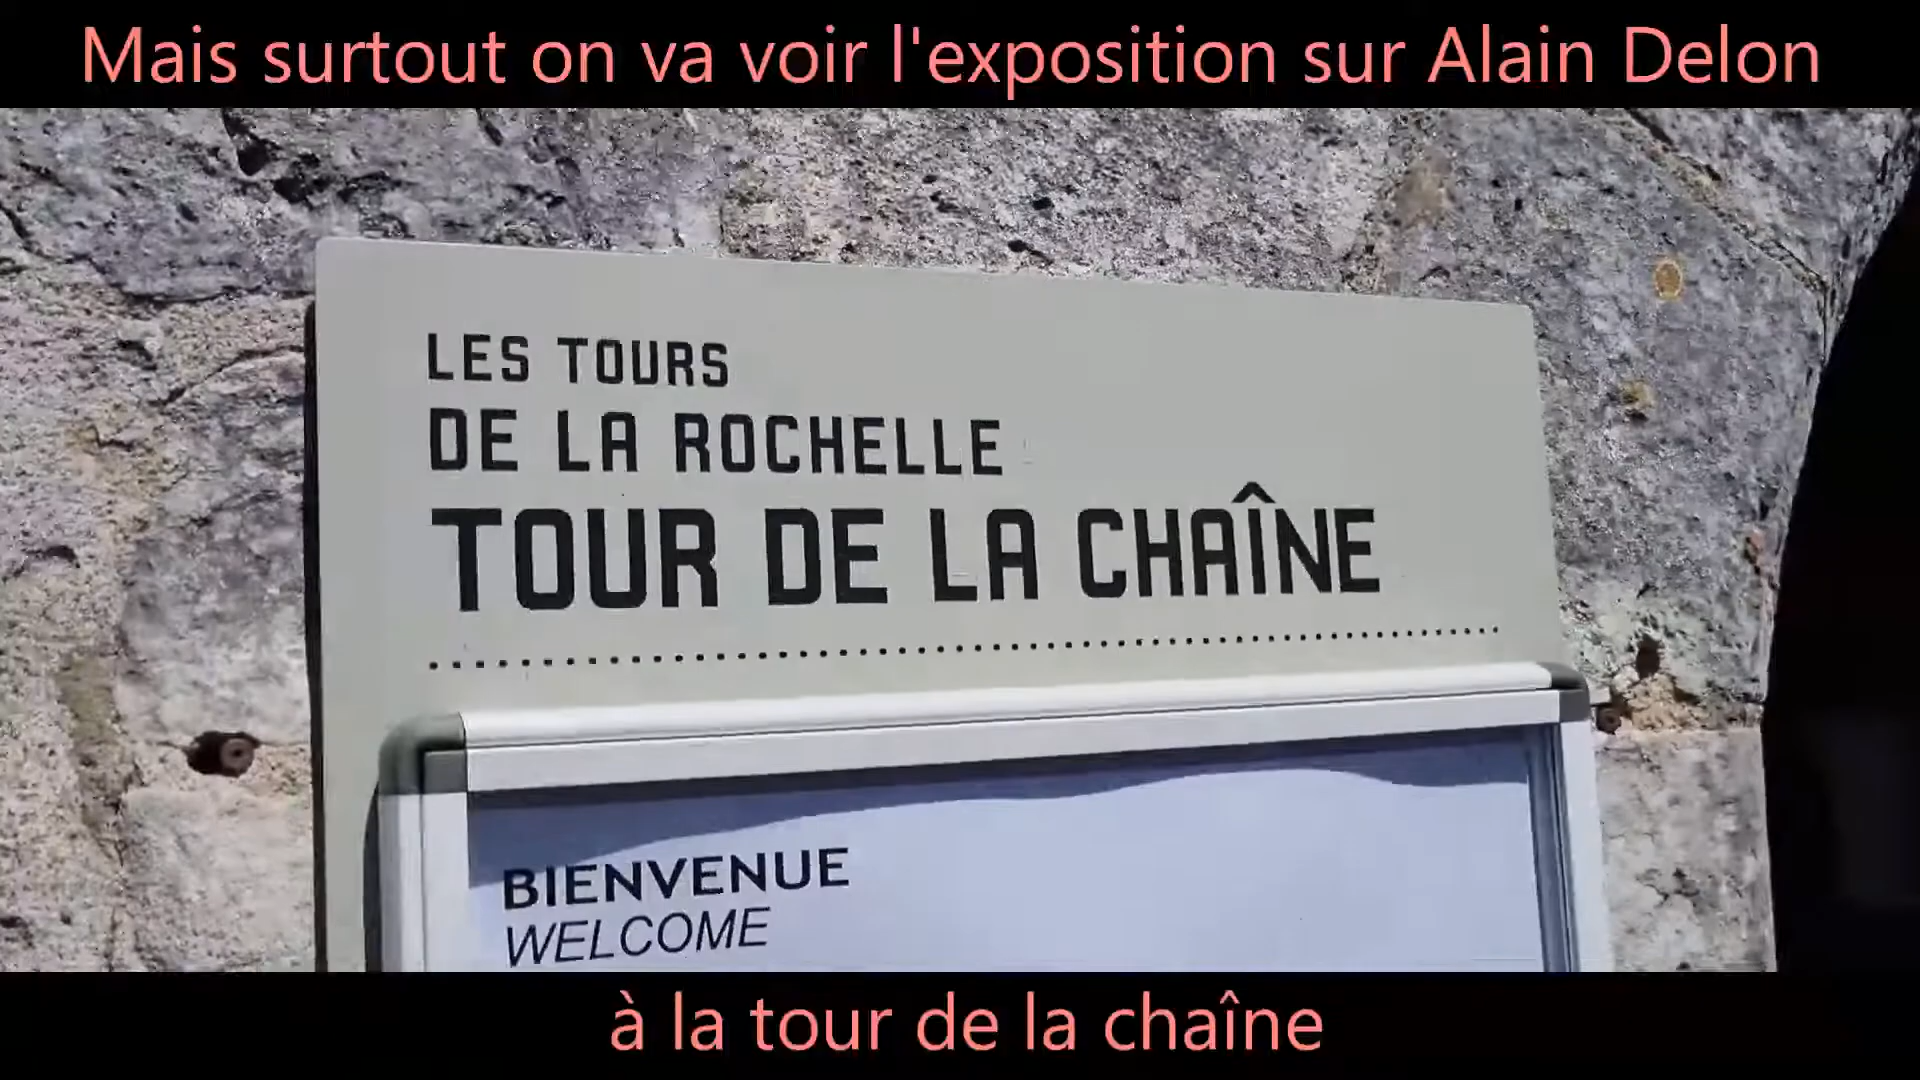 Mais surtout on va voir l'exposition sur Alain Delon
LES TOURS
DE LA ROCHELLE
TOUR DE LA CHAÎNE
BIENVENUE
WELCOME
à la tour de la chaîne